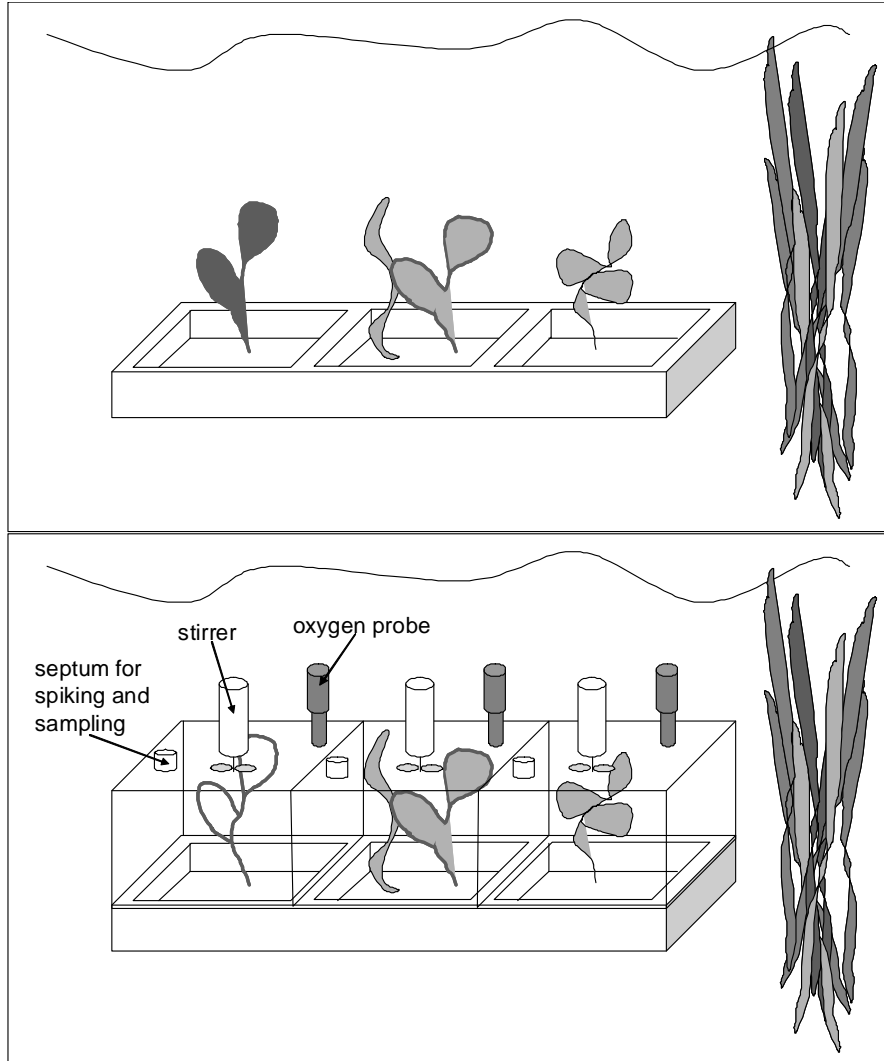 stirrer
oxygen probe
septum for
spiking and
sampling